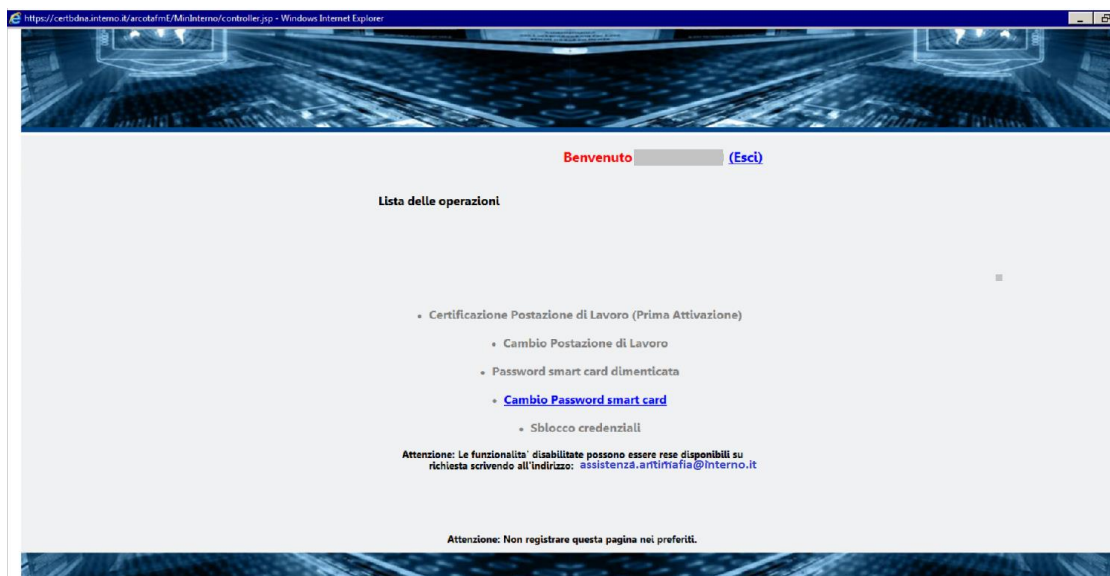 https://certbdna.interno.it/arcotafmE/MinInterno/controller.jsp - Windows Internet Explorer
Benvenuto (Esci)
Lista delle operazioni
• Certificazione Postazione di Lavoro (Prima Attivazione)
• Cambio Postazione di Lavoro
• Password smart card dimenticata
• Cambio Password smart card
• Sblocco credenziali
Attenzione: Le funzionalita' disabilitate possono essere rese disponibili su
richiesta scrivendo all'indirizzo: assistenza.antimafia@interno.it
Attenzione: Non registrare questa pagina nei preferiti.